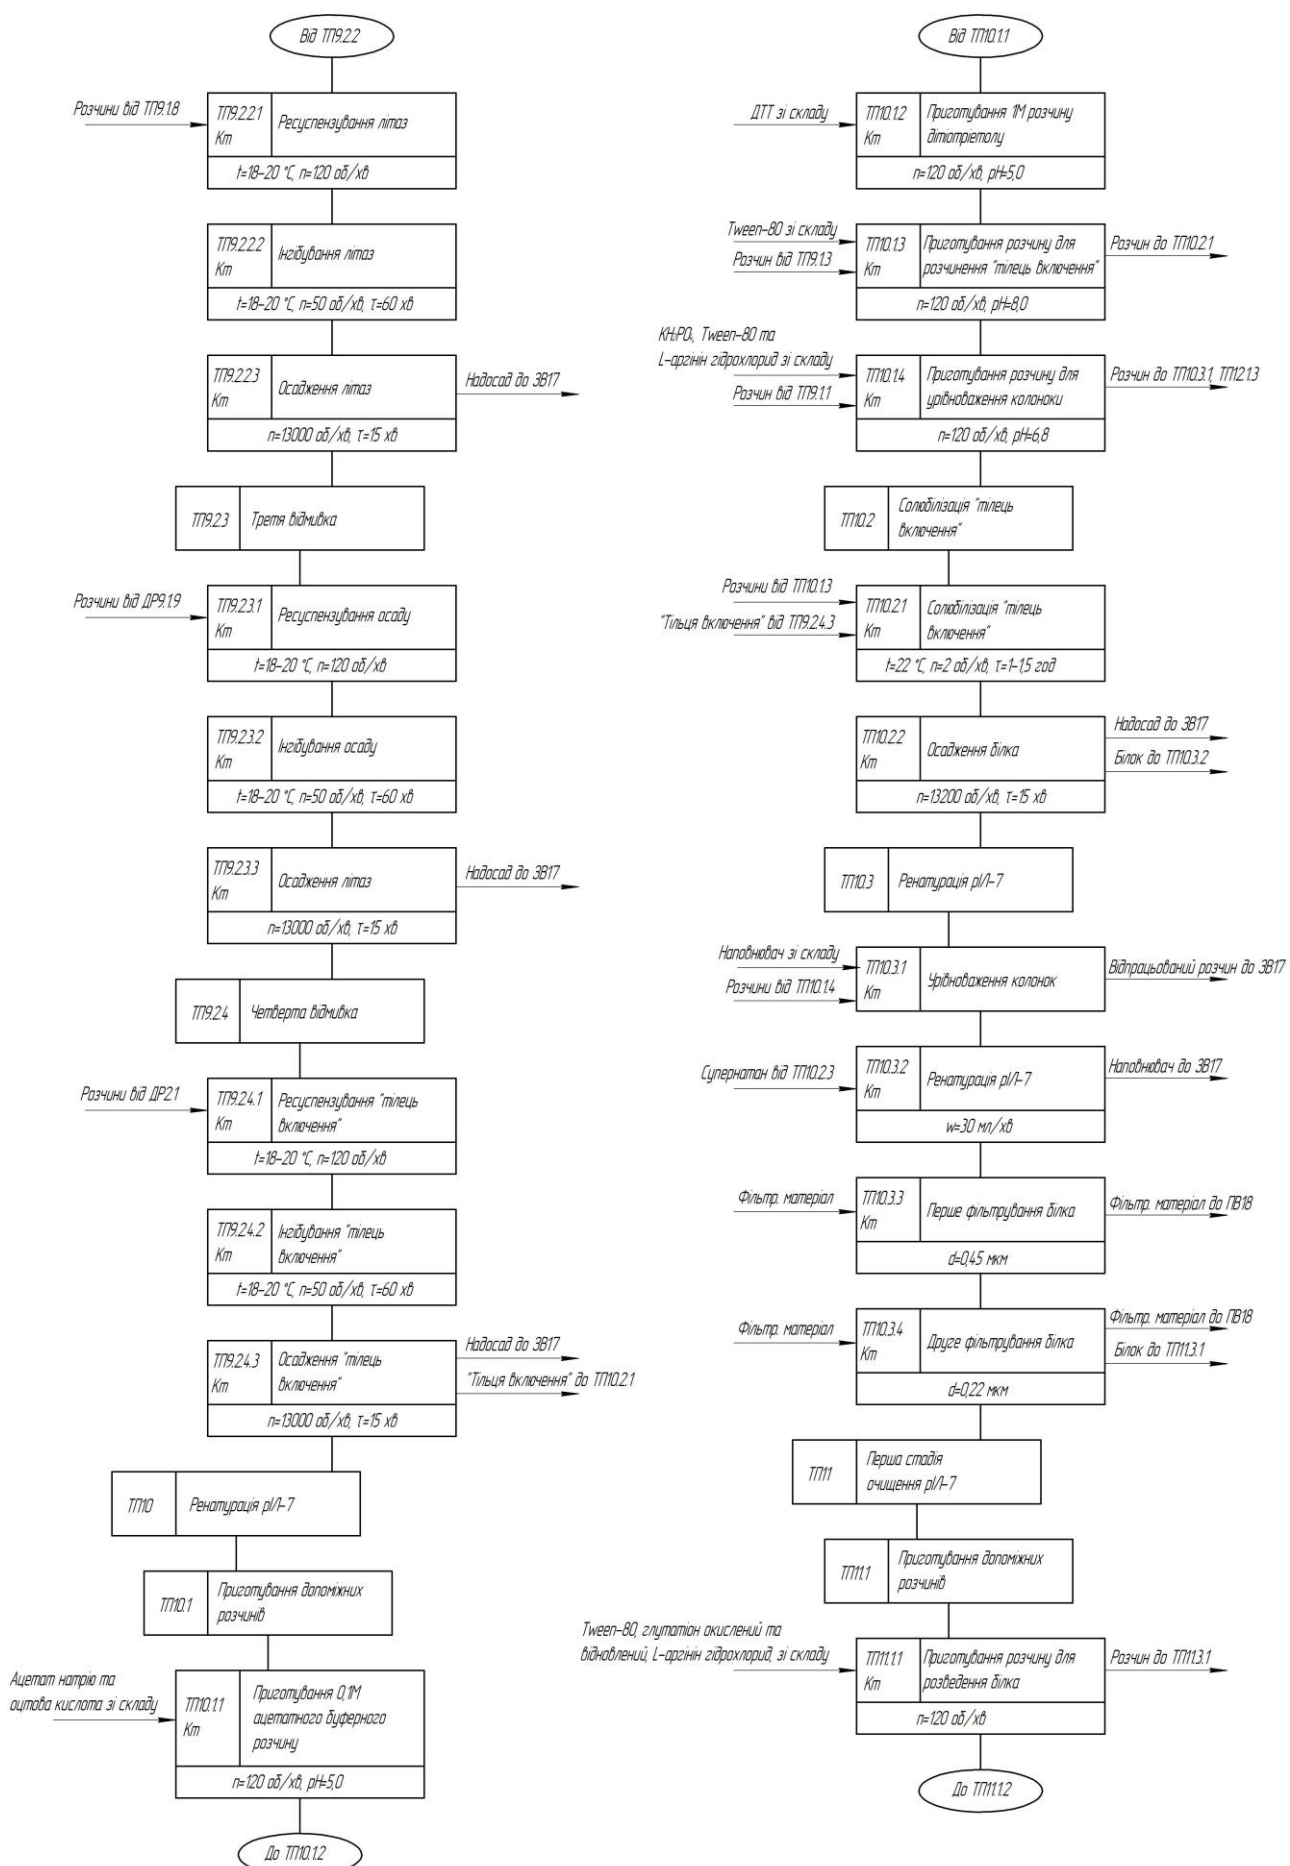 Від ТП9.2.2
Розчини від ТП9.1.8
ТП9.2.2.1
Км
Ресуспензування літаз
t=18-20 °С, n=120 об/хв
ТП9.2.2.2
Км
Інгібування літаз
t=18-20 °С, n=50 об/хв, τ=60 хв
ТП9.2.2.3
Км
Осадження літаз
Надосад до ЗВ17
n=13000 об/хв, τ=15 хв
ТП9.2.3
Третя відмивка
Розчини від ДР9.1.9
ТП9.2.3.1
Км
Ресуспензування осаду
t=18-20 °С, n=120 об/хв
ТП9.2.3.2
Км
Інгібування осаду
t=18-20 °С, n=50 об/хв, τ=60 хв
ТП9.2.3.3
Км
Осадження літаз
Надосад до ЗВ17
n=13000 об/хв, τ=15 хв
ТП9.2.4
Четверта відмивка
Розчини від ДР2.1
ТП9.2.4.1
Км
Ресуспензування "тілець
включення"
t=18-20 °С, n=120 об/хв
ТП9.2.4.2
Км
Інгібування "тілець
включення"
t=18-20 °С, n=50 об/хв, τ=60 хв
ТП9.2.4.3
Км
Осадження "тілець
включення"
Надосад до ЗВ17
"Тільця включення" до ТП10.2.1
n=13000 об/хв, τ=15 хв
ТП10
Ренатурація рІЛ-7
ТП10.1
Приготування допоміжних
розчинів
Ацетат натрію та
оцтова кислота зі складу
ТП10.1.1
Км
Приготування 0,1М
ацетатного буферного
розчину
n=120 об/хв, pH=5,0
До ТП10.1.2
Від ТП10.1.1
ДТТ зі складу
ТП10.1.2
Км
Приготування 1М розчину
дітіотріетолу
n=120 об/хв, pH=5,0
Tween-80 зі складу
Розчин від ТП9.1.3
ТП10.1.3
Км
Приготування розчину для
розчинення "тілець включення"
Розчин до ТП10.2.1
n=120 об/хв, pH=8,0
KH₂PO₄, Tween-80 та
L-аргінін гідрохлорид зі складу
Розчин від ТП9.1.1
ТП10.1.4
Км
Приготування розчину для
урівноваження колоноки
Розчин до ТП10.3.1, ТП12.1.3
n=120 об/хв, pH=6,8
ТП10.2
Солюбілізація "тілець
включення"
Розчини від ТП10.1.3
"Тільця включення" від ТП9.2.4.3
ТП10.2.1
Км
Солюбілізація "тілець
включення"
t=22 °С, n=2 об/хв, τ=1-1,5 год
ТП10.2.2
Км
Осадження білка
Надосад до ЗВ17
Білок до ТП10.3.2
n=13200 об/хв, τ=15 хв
ТП10.3
Ренатурація рІЛ-7
Наповнювач зі складу
Розчини від ТП10.1.4
ТП10.3.1
Км
Урівноваження колонок
Відпрацьований розчин до ЗВ17
Супернатан від ТП10.2.3
ТП10.3.2
Км
Ренатурація рІЛ-7
Наповнювач до ЗВ17
w=30 мл/хв
Фільтр. матеріал
ТП10.3.3
Км
Перше фільтрування білка
Фільтр. матеріал до ПВ18
d=0,45 мкм
Фільтр. матеріал
ТП10.3.4
Км
Друге фільтрування білка
Фільтр. матеріал до ПВ18
Білок до ТП11.3.1
d=0,22 мкм
ТП11
Перша стадія
очищення рІЛ-7
ТП11.1
Приготування допоміжних
розчинів
Tween-80, глутатіон окислений та
відновлений, L-аргінін гідрохлорид, зі складу
ТП11.1.1
Км
Приготування розчину для
розведення білка
Розчин до ТП11.3.1
n=120 об/хв
До ТП11.1.2